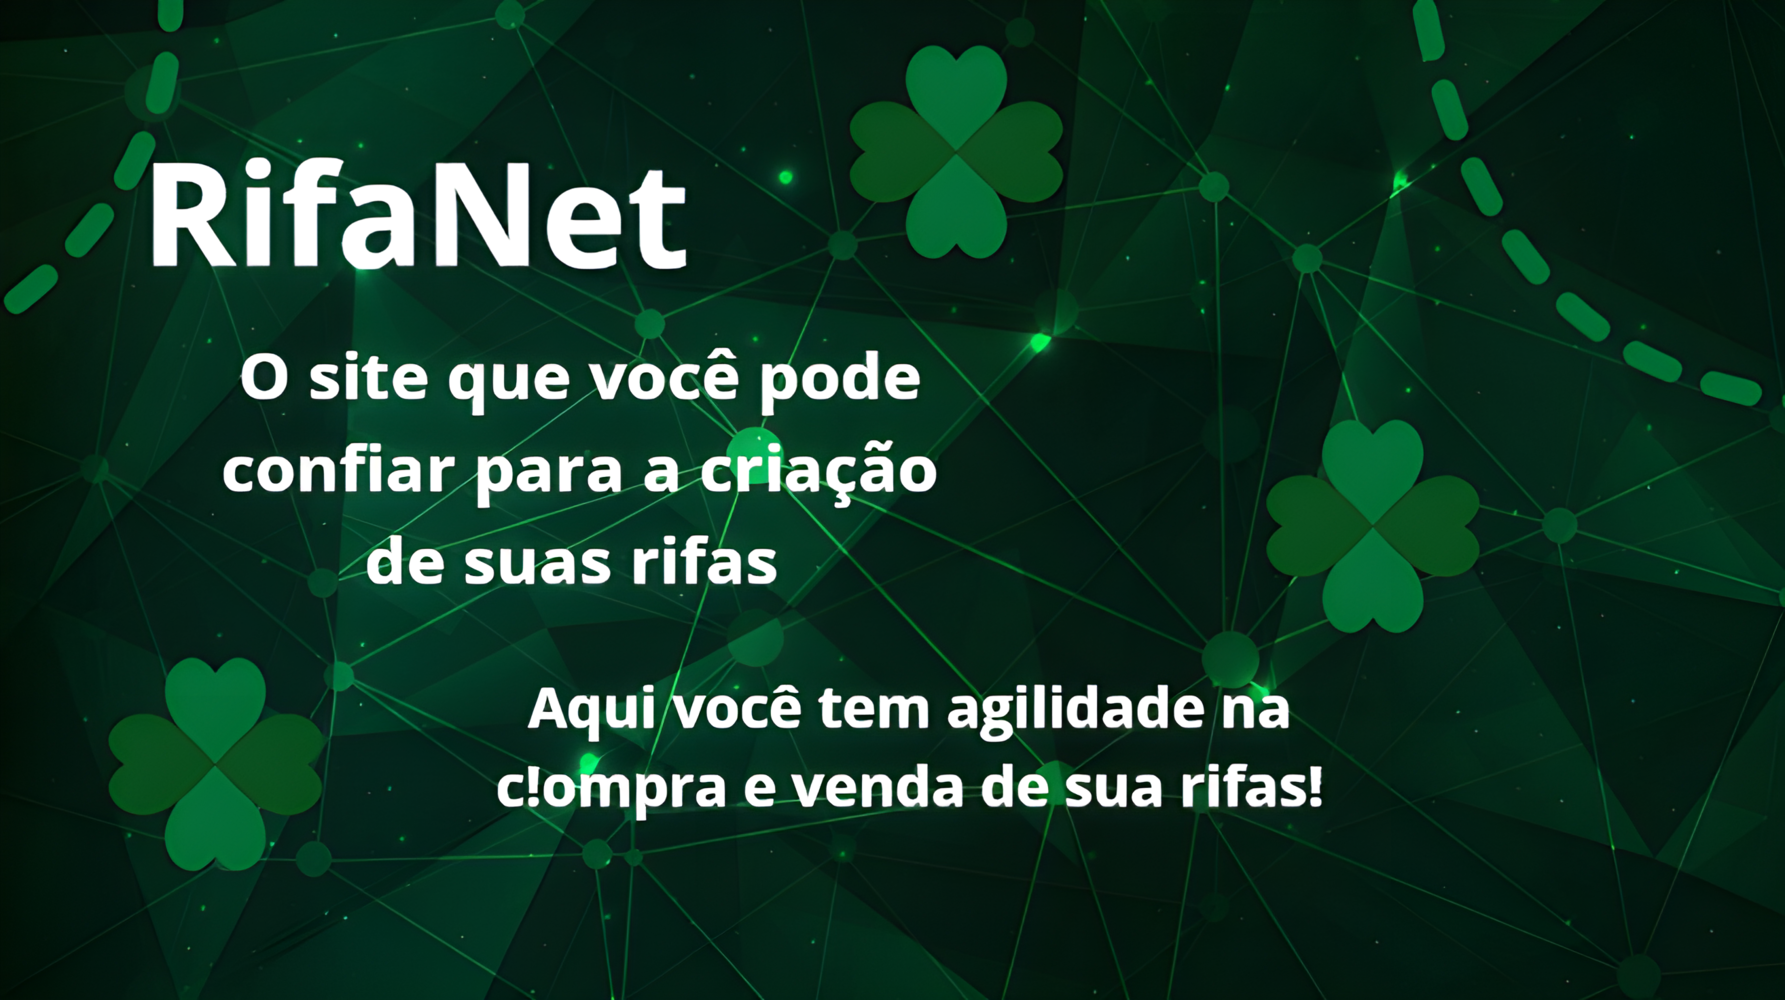 RifaNet
O site que você pode
confiar para a criação
de suas rifas
Aqui você tem agilidade na
c!ompra e venda de sua rifas!